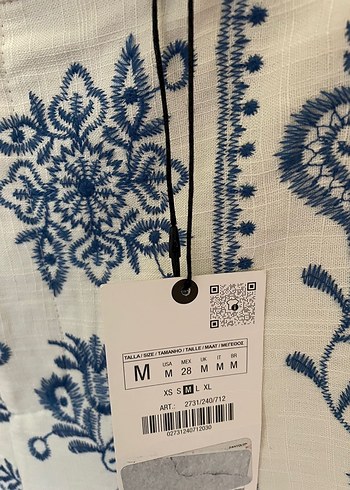 TALLA / SIZE / TAMANHO / TAILLE / MAAT / ΜΕΓΕΘΟΣ
M USA M MEX 28 UK M IT M BR M
XS S M L XL
ART.: 2731/240/712
02731240712030